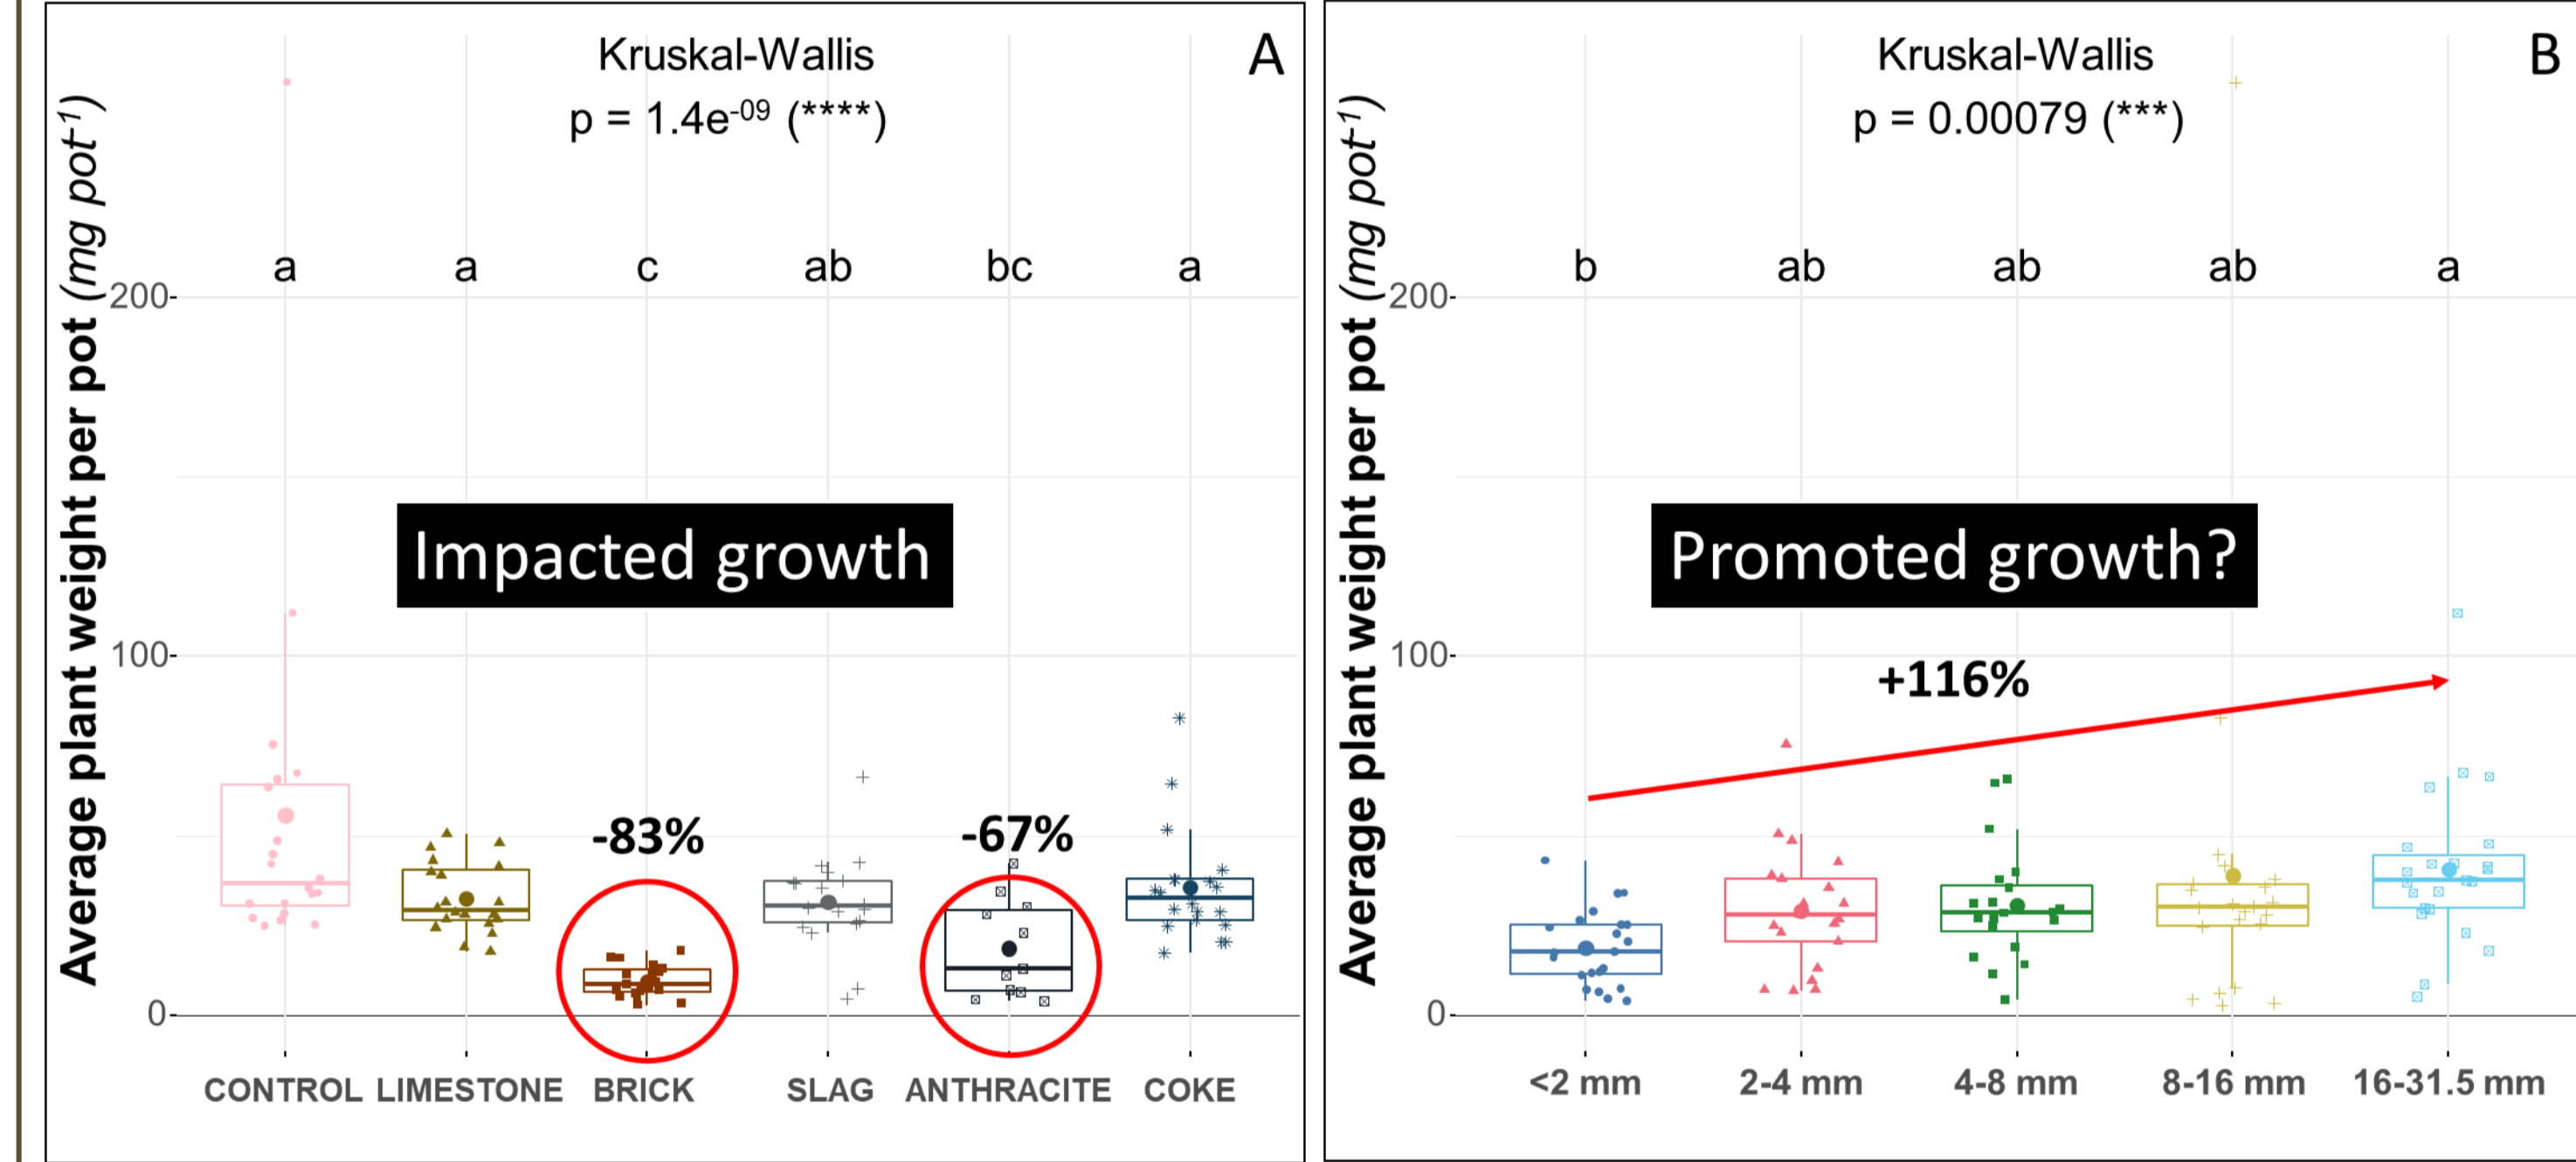 Kruskal-Wallis
A
p = 1.4e-09 (****)
Average plant weight per pot (mg pot-1)
a a c ab bc a
200
Impacted growth
100
-83%
-67%
0
CONTROL LIMESTONE BRICK SLAG ANTHRACITE COKE
Kruskal-Wallis
B
p = 0.00079 (***)
Average plant weight per pot (mg pot-1)
b ab ab ab a
200
Promoted growth?
100
+116%
0
<2 mm 2-4 mm 4-8 mm 8-16 mm 16-31.5 mm